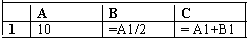 A B C
1 10 =A1/2 = A1+B1